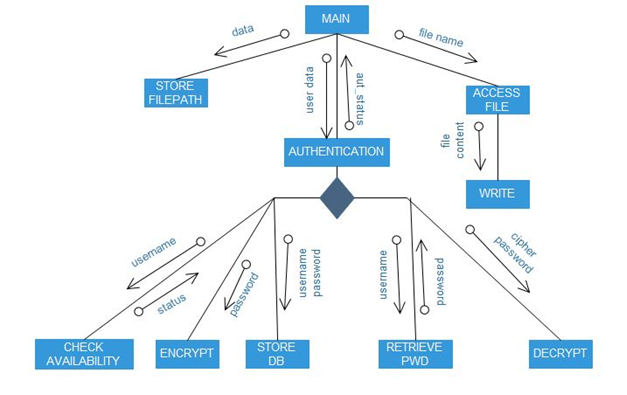 MAIN
data
file name
STORE
FILEPATH
user data
aut_status
ACCESS
FILE
file
content
AUTHENTICATION
WRITE
username
status
password
username
password
username
password
cipher
password
CHECK
AVAILABILITY
ENCRYPT
STORE
DB
RETRIEVE
PWD
DECRYPT